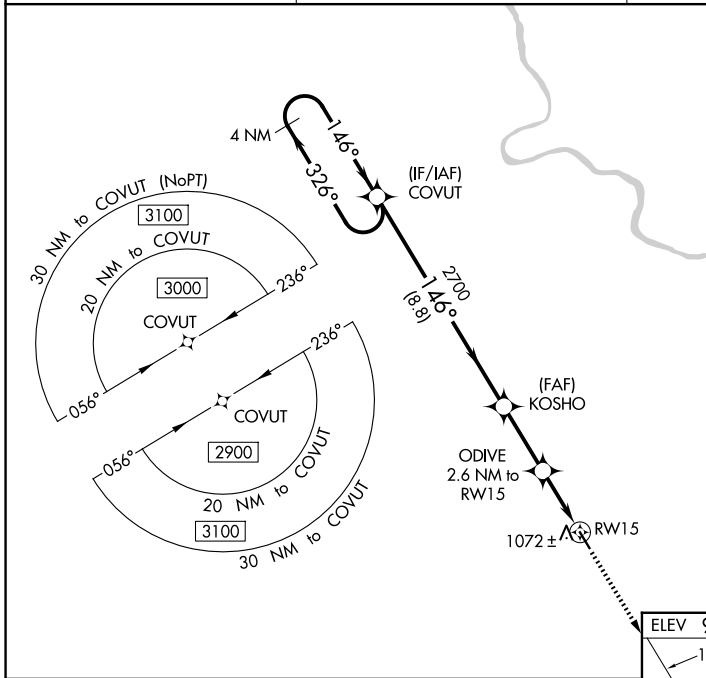 4 NM
146°
326°
(IF/IAF)
COVUT
30 NM to COVUT (NoPT)
3100
20 NM to COVUT
3000
236°
COVUT
056°
2700
146°
(8.8)
236°
COVUT
056°
2900
20 NM to COVUT
3100
30 NM to COVUT
(FAF)
KOSHO
ODIVE
2.6 NM to
RW15
1072 ±
RW15
ELEV 9
1